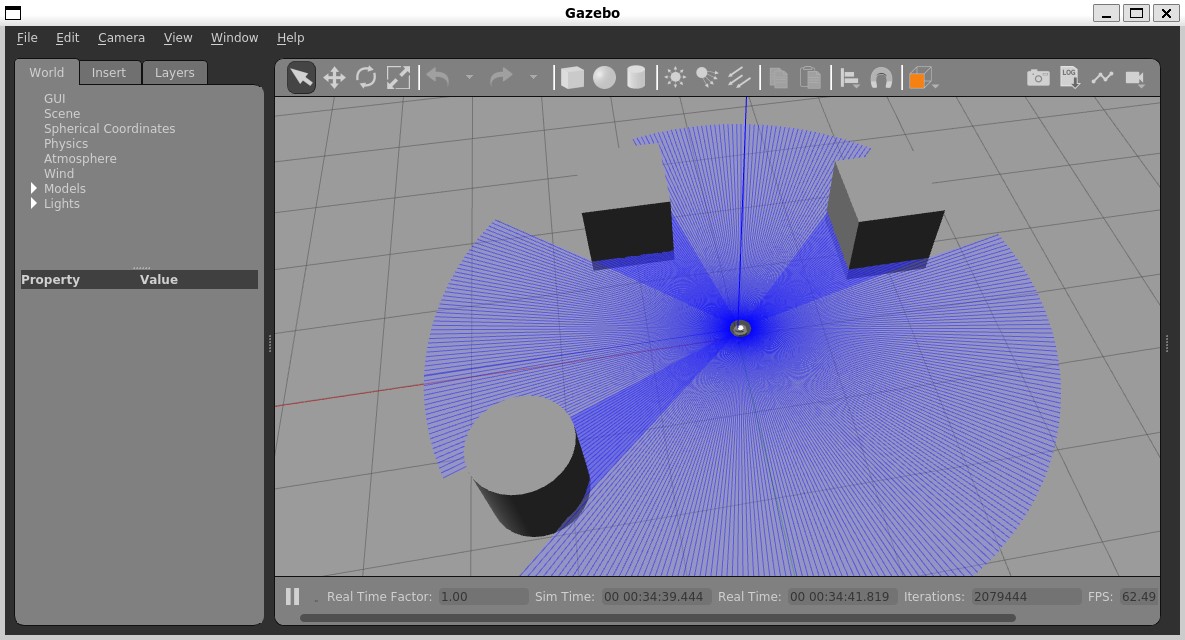 Gazebo
File Edit Camera View Window Help
World Insert Layers
LOG
GUI
Scene
Spherical Coordinates
Physics
Atmosphere
Wind
Models
Lights
Property Value
Real Time Factor: 1.00 Sim Time: 00 00:34:39.444 Real Time: 00 00:34:41.819 Iterations: 2079444 FPS: 62.49